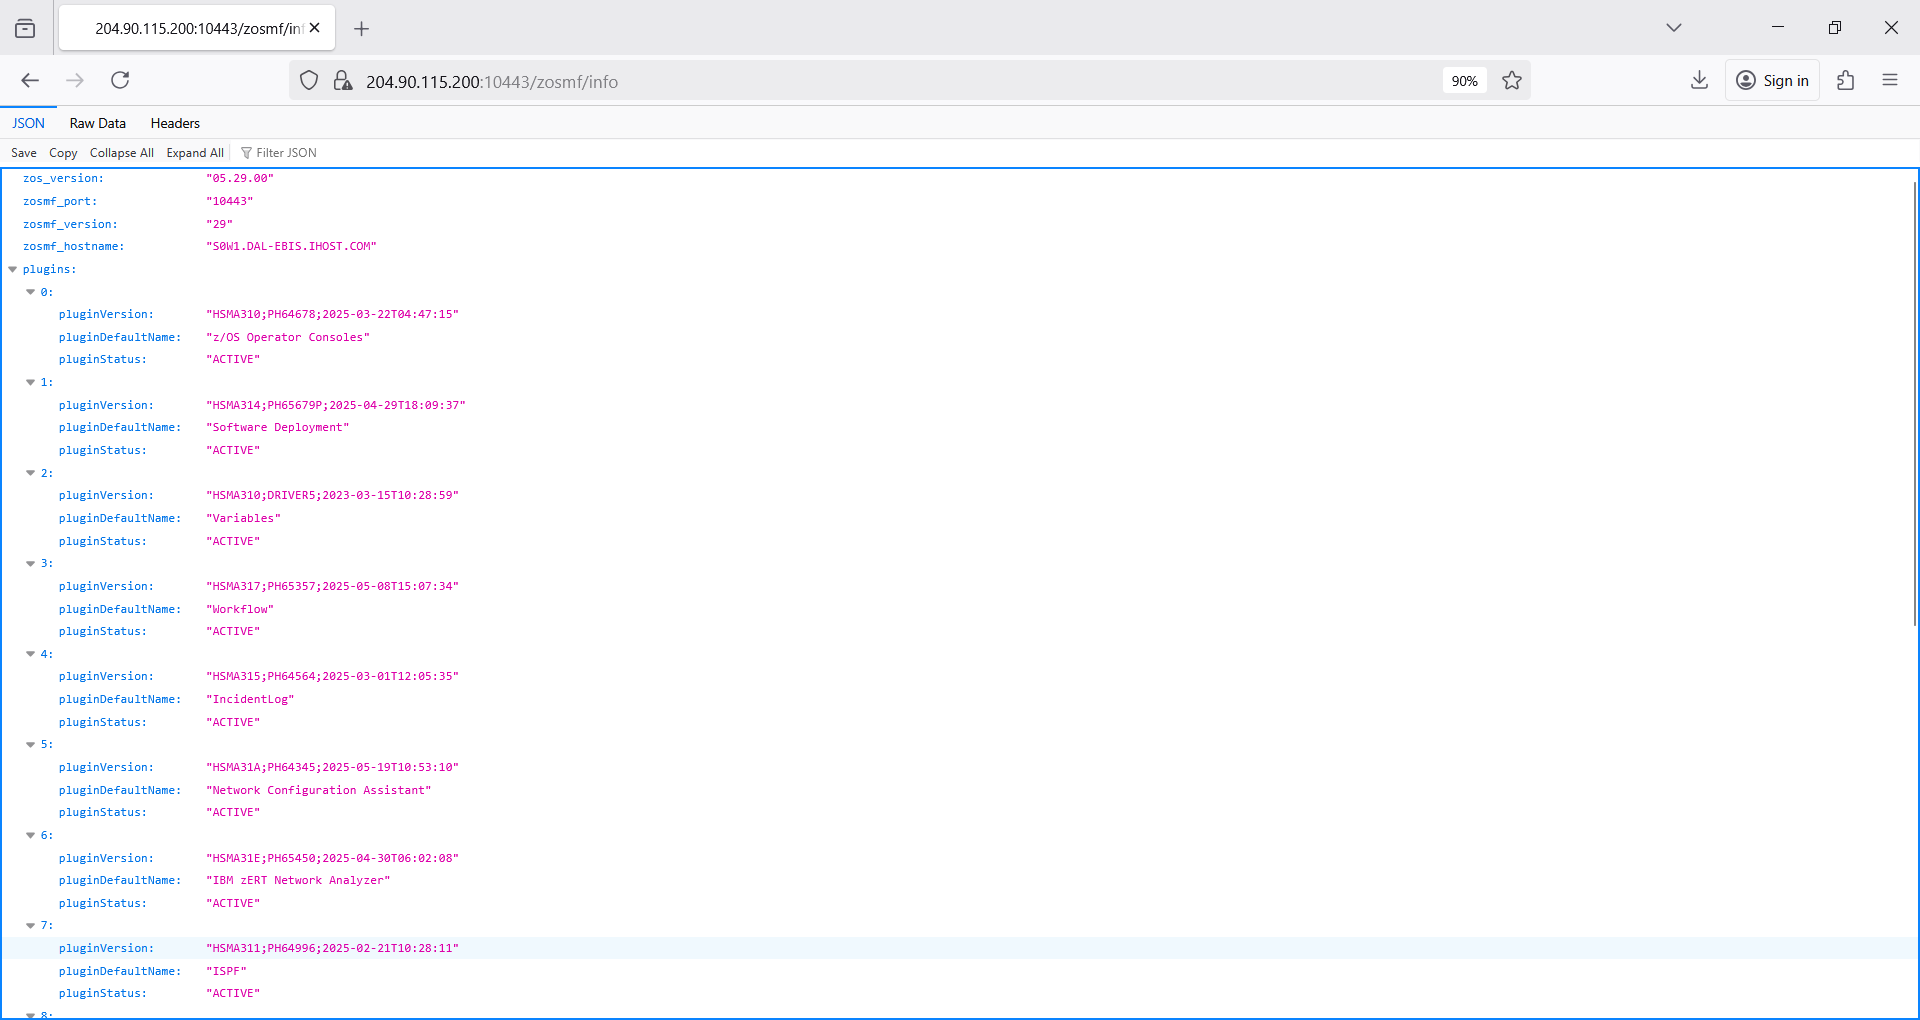 204.90.115.200:10443/zosmf/inf
204.90.115.200:10443/zosmf/info
90%
Sign in
JSON Raw Data Headers
Save Copy Collapse All Expand All Filter JSON
zos_version: "05.29.00"
zosmf_port: "10443"
zosmf_version: "29"
zosmf_hostname: "S0W1.DAL-EBIS.IHOST.COM"
plugins:
0:
pluginVersion: "HSMA310;PH64678;2025-03-22T04:47:15"
pluginDefaultName: "z/OS Operator Consoles"
pluginStatus: "ACTIVE"
1:
pluginVersion: "HSMA314;PH65679P;2025-04-29T18:09:37"
pluginDefaultName: "Software Deployment"
pluginStatus: "ACTIVE"
2:
pluginVersion: "HSMA310;DRIVER5;2023-03-15T10:28:59"
pluginDefaultName: "Variables"
pluginStatus: "ACTIVE"
3:
pluginVersion: "HSMA317;PH65357;2025-05-08T15:07:34"
pluginDefaultName: "Workflow"
pluginStatus: "ACTIVE"
4:
pluginVersion: "HSMA315;PH64564;2025-03-01T12:05:35"
pluginDefaultName: "IncidentLog"
pluginStatus: "ACTIVE"
5:
pluginVersion: "HSMA31A;PH64345;2025-05-19T10:53:10"
pluginDefaultName: "Network Configuration Assistant"
pluginStatus: "ACTIVE"
6:
pluginVersion: "HSMA31E;PH65450;2025-04-30T06:02:08"
pluginDefaultName: "IBM zERT Network Analyzer"
pluginStatus: "ACTIVE"
7:
pluginVersion: "HSMA311;PH64996;2025-02-21T10:28:11"
pluginDefaultName: "ISPF"
pluginStatus: "ACTIVE"
8: